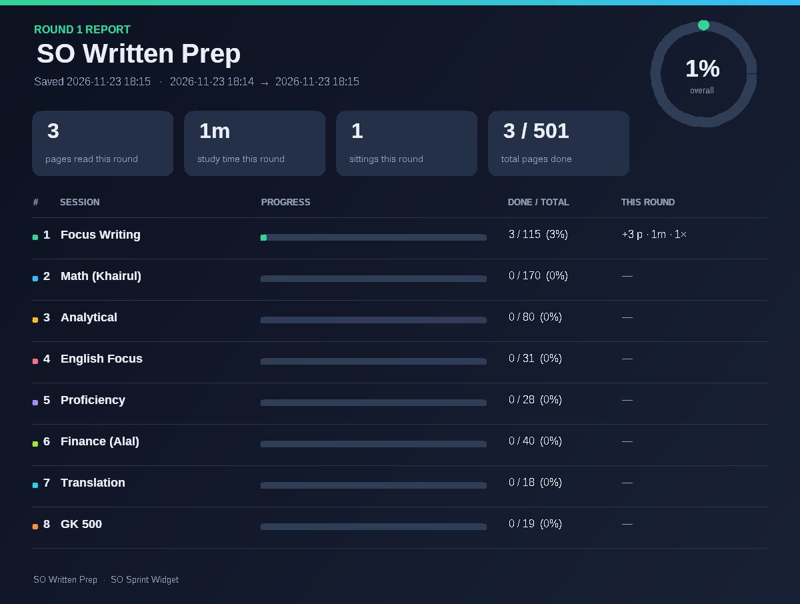 ROUND 1 REPORT
SO Written Prep
Saved 2026-11-23 18:15 · 2026-11-23 18:14 → 2026-11-23 18:15
1%
overall
3
pages read this round
1m
study time this round
1
sittings this round
3 / 501
total pages done
# SESSION PROGRESS DONE / TOTAL THIS ROUND
1 Focus Writing 3 / 115 (3%) +3 p · 1m · 1×
2 Math (Khairul) 0 / 170 (0%) —
3 Analytical 0 / 80 (0%) —
4 English Focus 0 / 31 (0%) —
5 Proficiency 0 / 28 (0%) —
6 Finance (Alal) 0 / 40 (0%) —
7 Translation 0 / 18 (0%) —
8 GK 500 0 / 19 (0%) —
SO Written Prep · SO Sprint Widget